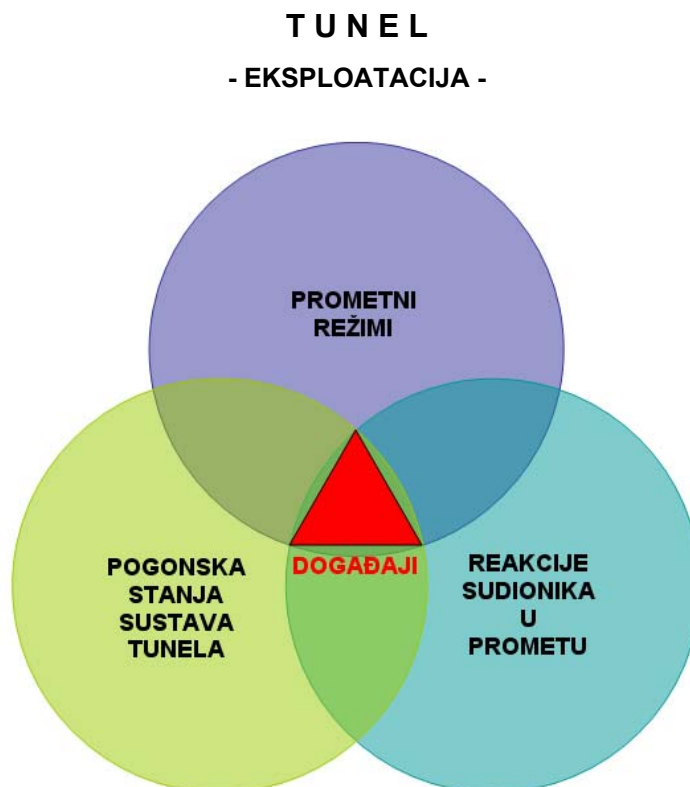 T U N E L
- EKSPLOATACIJA -
PROMETNI
REŽIMI
DOGAĐAJI
POGONSKA
STANJA
SUSTAVA
TUNELA
REAKCIJE
SUDIONIKA
U
PROMETU